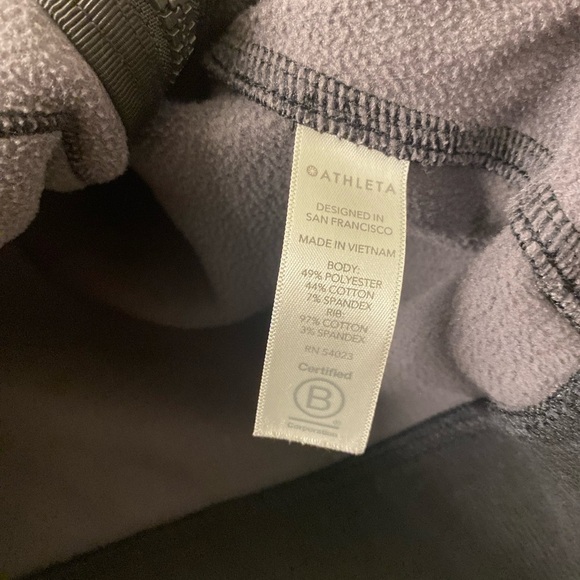 ATHLETA
DESIGNED IN
SAN FRANCISCO
MADE IN VIETNAM
BODY:
49% POLYESTER
44% COTTON
7% SPANDEX
RIB:
97% COTTON
3% SPANDEX
RN 54023
Certified
B
Corporation